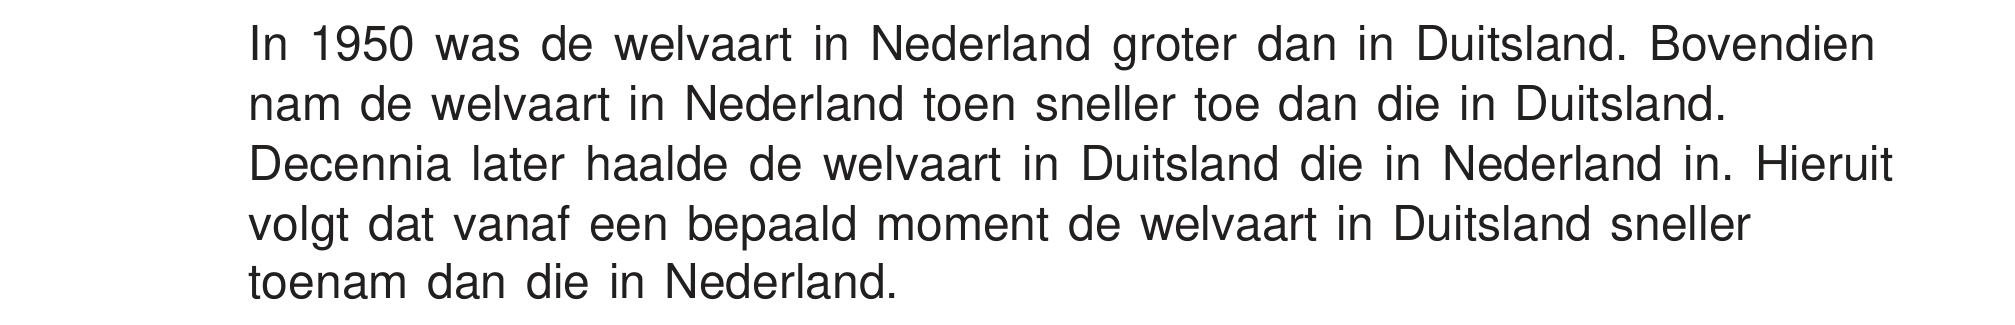 In 1950 was de welvaart in Nederland groter dan in Duitsland. Bovendien
nam de welvaart in Nederland toen sneller toe dan die in Duitsland.
Decennia later haalde de welvaart in Duitsland die in Nederland in. Hieruit
volgt dat vanaf een bepaald moment de welvaart in Duitsland sneller
toenam dan die in Nederland.